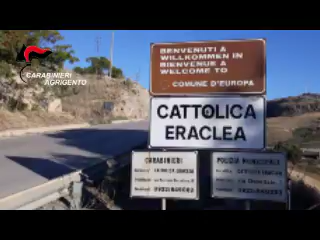 CARABINIERI
AGRIGENTO
BENVENUTI A
WILLKOMMEN IN
BIENVENUE A
WELCOME TO
COMUNE D'EUROPA
CATTOLICA
ERACLEA
CARABINIERI
POLIZIA MUNICIPALE